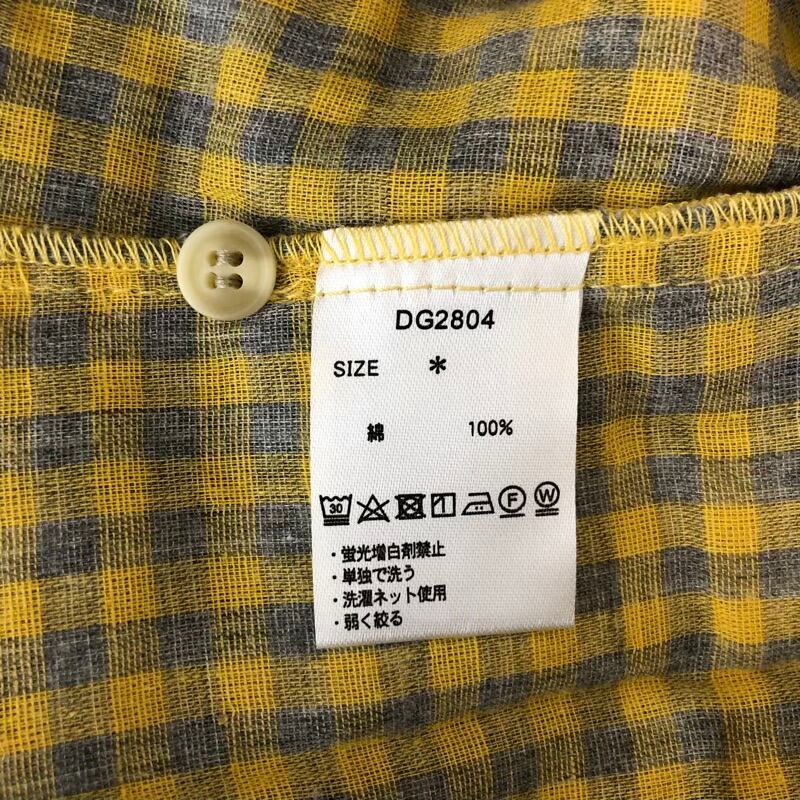 DG2804
SIZE *
綿 100%
30 F W
・蛍光増白剤禁止
・単独で洗う
・洗濯ネット使用
・弱く絞る